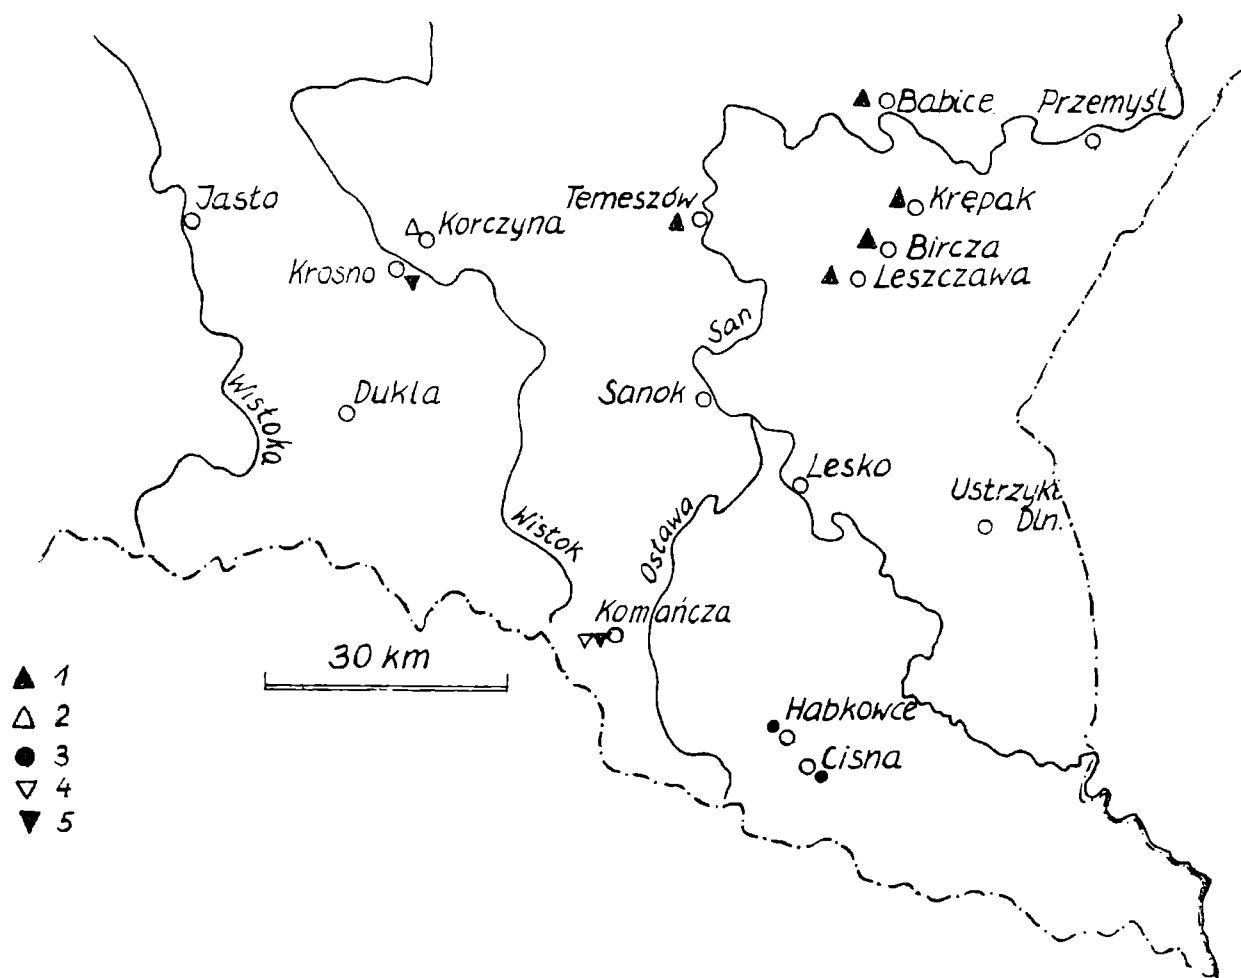 Babice
Przemyśl
Jasło
Temeszów
Krępak
Korczyna
Bircza
Krosno
Leszczawa
San
Wisłoka
Dukla
Sanok
Lesko
Ustrzyki
Dln.
Wisłok
Osława
Komańcza
30 km
1
2
3
4
5
Habkowce
Cisna